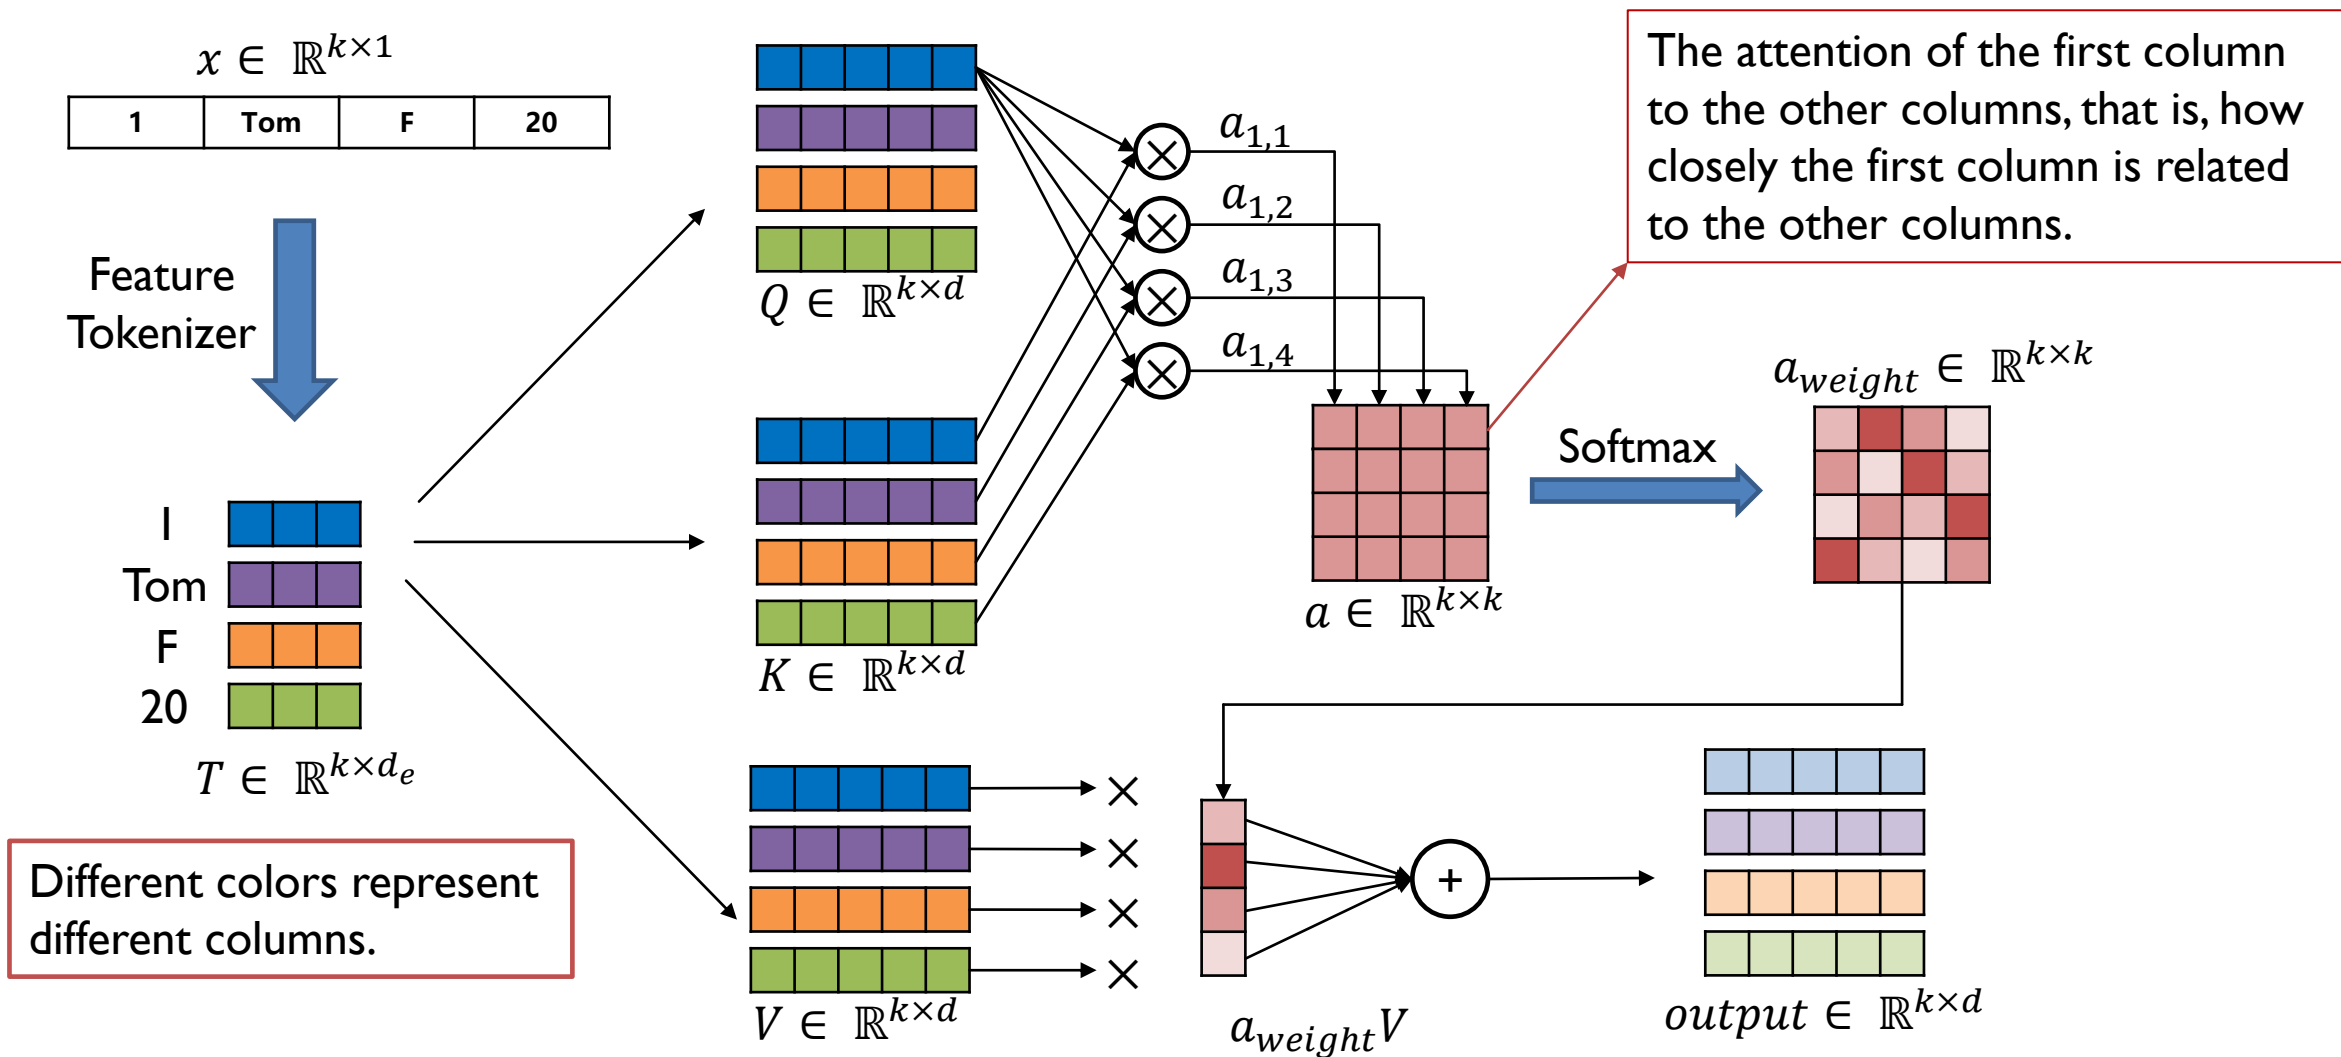 x ∈ ℝ^{k×1}
1 Tom F 20
Feature
Tokenizer
1
Tom
F
20
T ∈ ℝ^{k×d_e}
Different colors represent
different columns.
Q ∈ ℝ^{k×d}
K ∈ ℝ^{k×d}
V ∈ ℝ^{k×d}
a_{1,1}
a_{1,2}
a_{1,3}
a_{1,4}
a ∈ ℝ^{k×k}
The attention of the first column
to the other columns, that is, how
closely the first column is related
to the other columns.
Softmax
a_{weight} ∈ ℝ^{k×k}
a_{weight}V
+
output ∈ ℝ^{k×d}